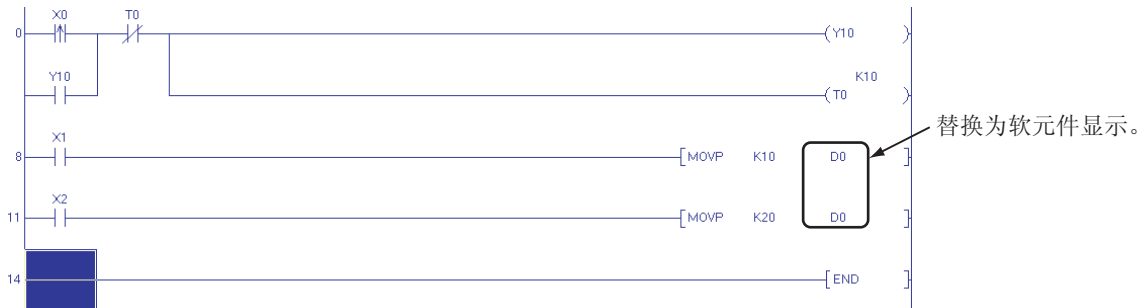 X0 T0
0 (Y10 )
Y10 K10
(T0 )
替换为软元件显示。
X1
8 [MOVP K10 D0 ]
X2
11 [MOVP K20 D0 ]
14 [END ]